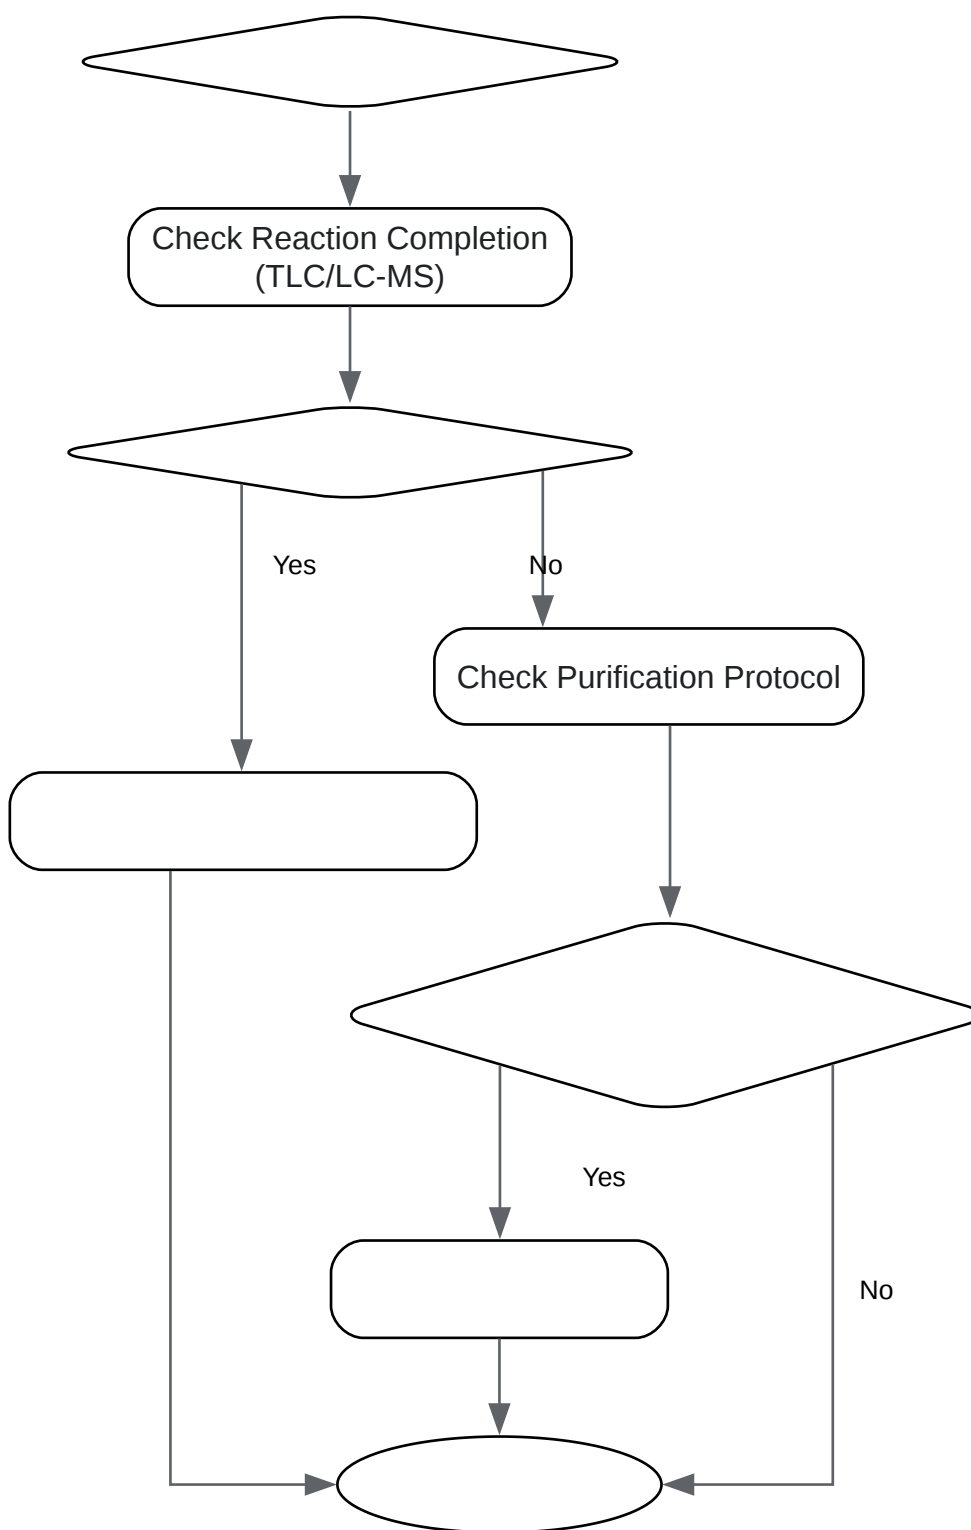 Check Reaction Completion
(TLC/LC-MS)
Yes
No
Check Purification Protocol
Yes
No